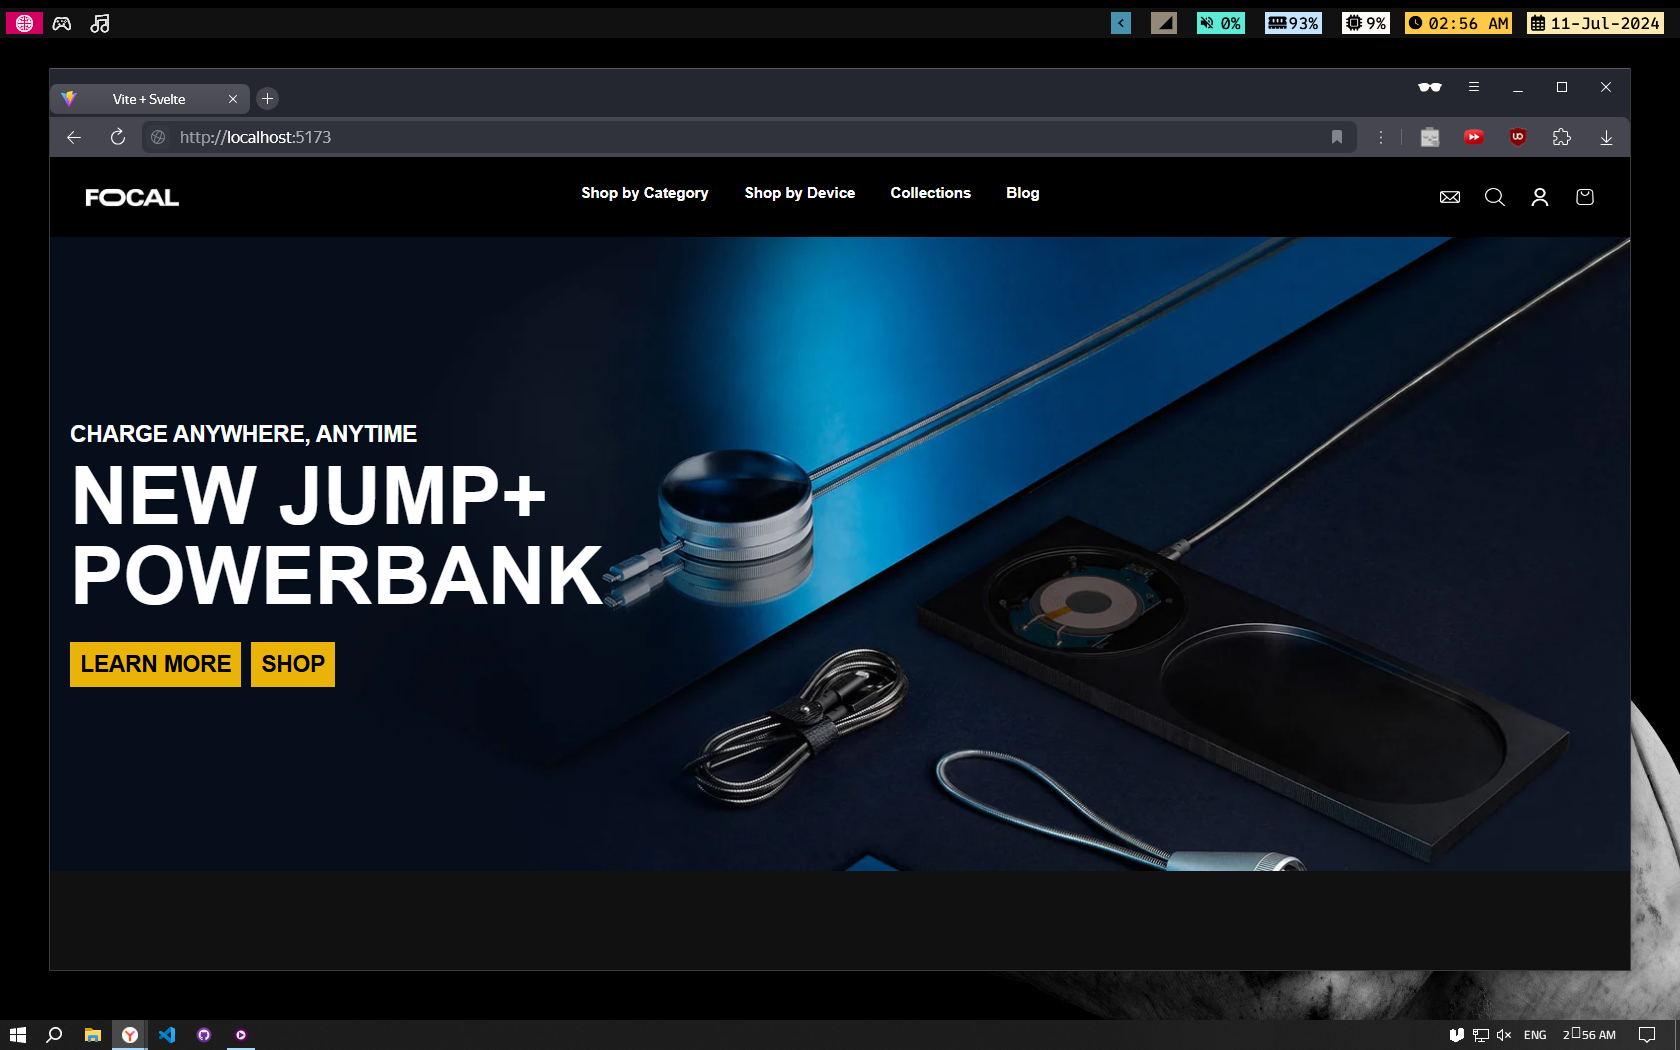 0%
93%
9%
02:56 AM
11-Jul-2024
Vite + Svelte
http://localhost:5173
UD
FOCAL
Shop by Category
Shop by Device
Collections
Blog
CHARGE ANYWHERE, ANYTIME
NEW JUMP+
POWERBANK
LEARN MORE
SHOP
ENG
2▯56 AM